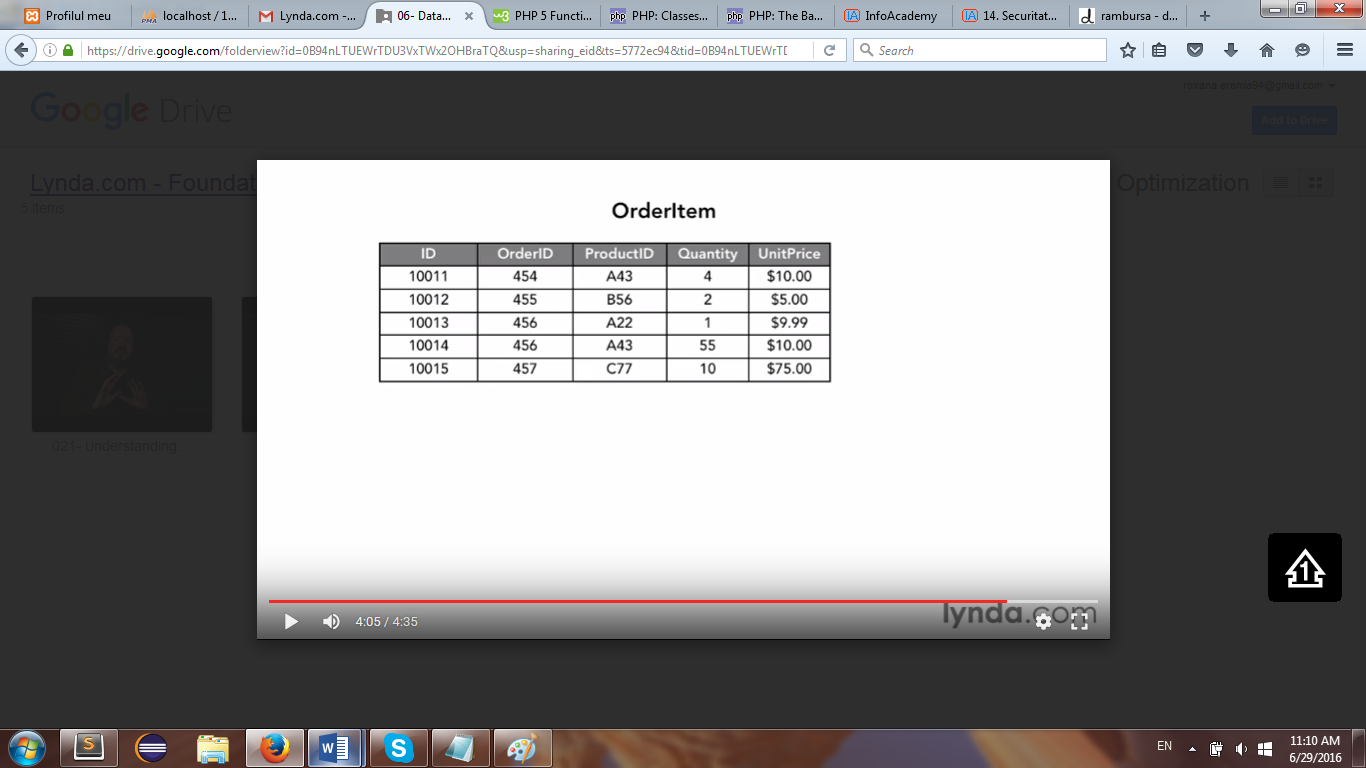 Profilul meu
localhost / 1...
Lynda.com -...
06- Data...
PHP 5 Functi...
PHP: Classes...
PHP: The Ba...
InfoAcademy
14. Securitat...
rambursa - d...
https://drive.google.com/folderview?id=0B94nLTUEWrTDU3VxTWx2OHBraTQ&usp=sharing_eid&ts=5772ec94&tid=0B94nLTUEWrTD
Search
Google Drive
roxana.eremia94@gmail.com
Add to Drive
Lynda.com - Foundat
Optimization
5 items
OrderItem
ID OrderID ProductID Quantity UnitPrice
10011 454 A43 4 $10.00
10012 455 B56 2 $5.00
10013 456 A22 1 $9.99
10014 456 A43 55 $10.00
10015 457 C77 10 $75.00
021- Understanding...
1
lynda.com
4:05 / 4:35
EN
11:10 AM
6/29/2016